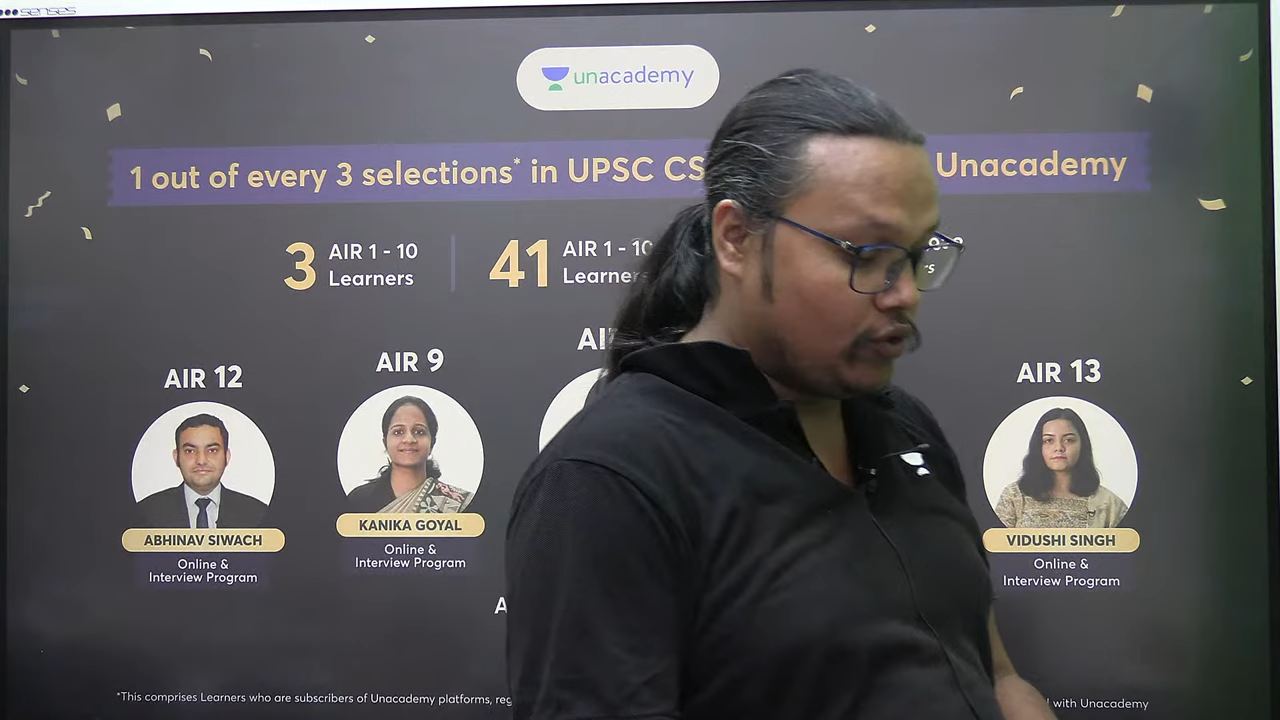 senses
unacademy
1 out of every 3 selections* in UPSC CS
Unacademy
3 AIR 1 - 10 Learners
41 AIR 1 - 10 Learners
AIR 12
AIR 9
AIR 13
ABHINAV SIWACH
Online &
Interview Program
KANIKA GOYAL
Online &
Interview Program
VIDUSHI SINGH
Online &
Interview Program
*This comprises Learners who are subscribers of Unacademy platforms,
with Unacademy